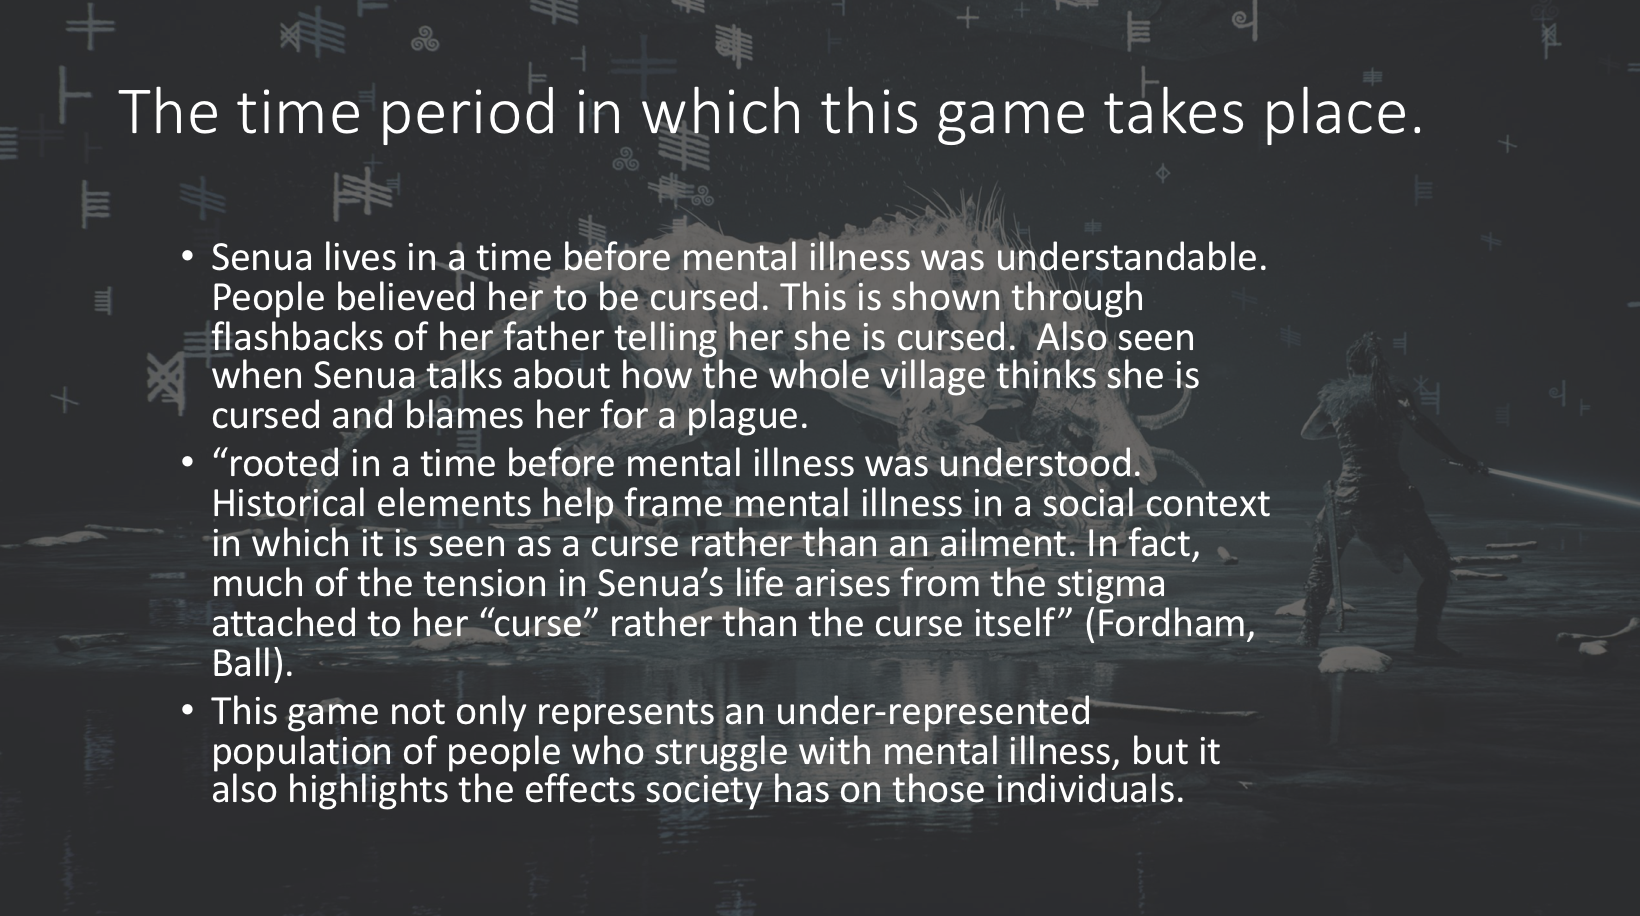 The time period in which this game takes place.
• Senua lives in a time before mental illness was understandable.
People believed her to be cursed. This is shown through
flashbacks of her father telling her she is cursed.  Also seen
when Senua talks about how the whole village thinks she is
cursed and blames her for a plague.
• “rooted in a time before mental illness was understood.
Historical elements help frame mental illness in a social context
in which it is seen as a curse rather than an ailment. In fact,
much of the tension in Senua’s life arises from the stigma
attached to her “curse” rather than the curse itself” (Fordham,
Ball).
• This game not only represents an under-represented
population of people who struggle with mental illness, but it
also highlights the effects society has on those individuals.